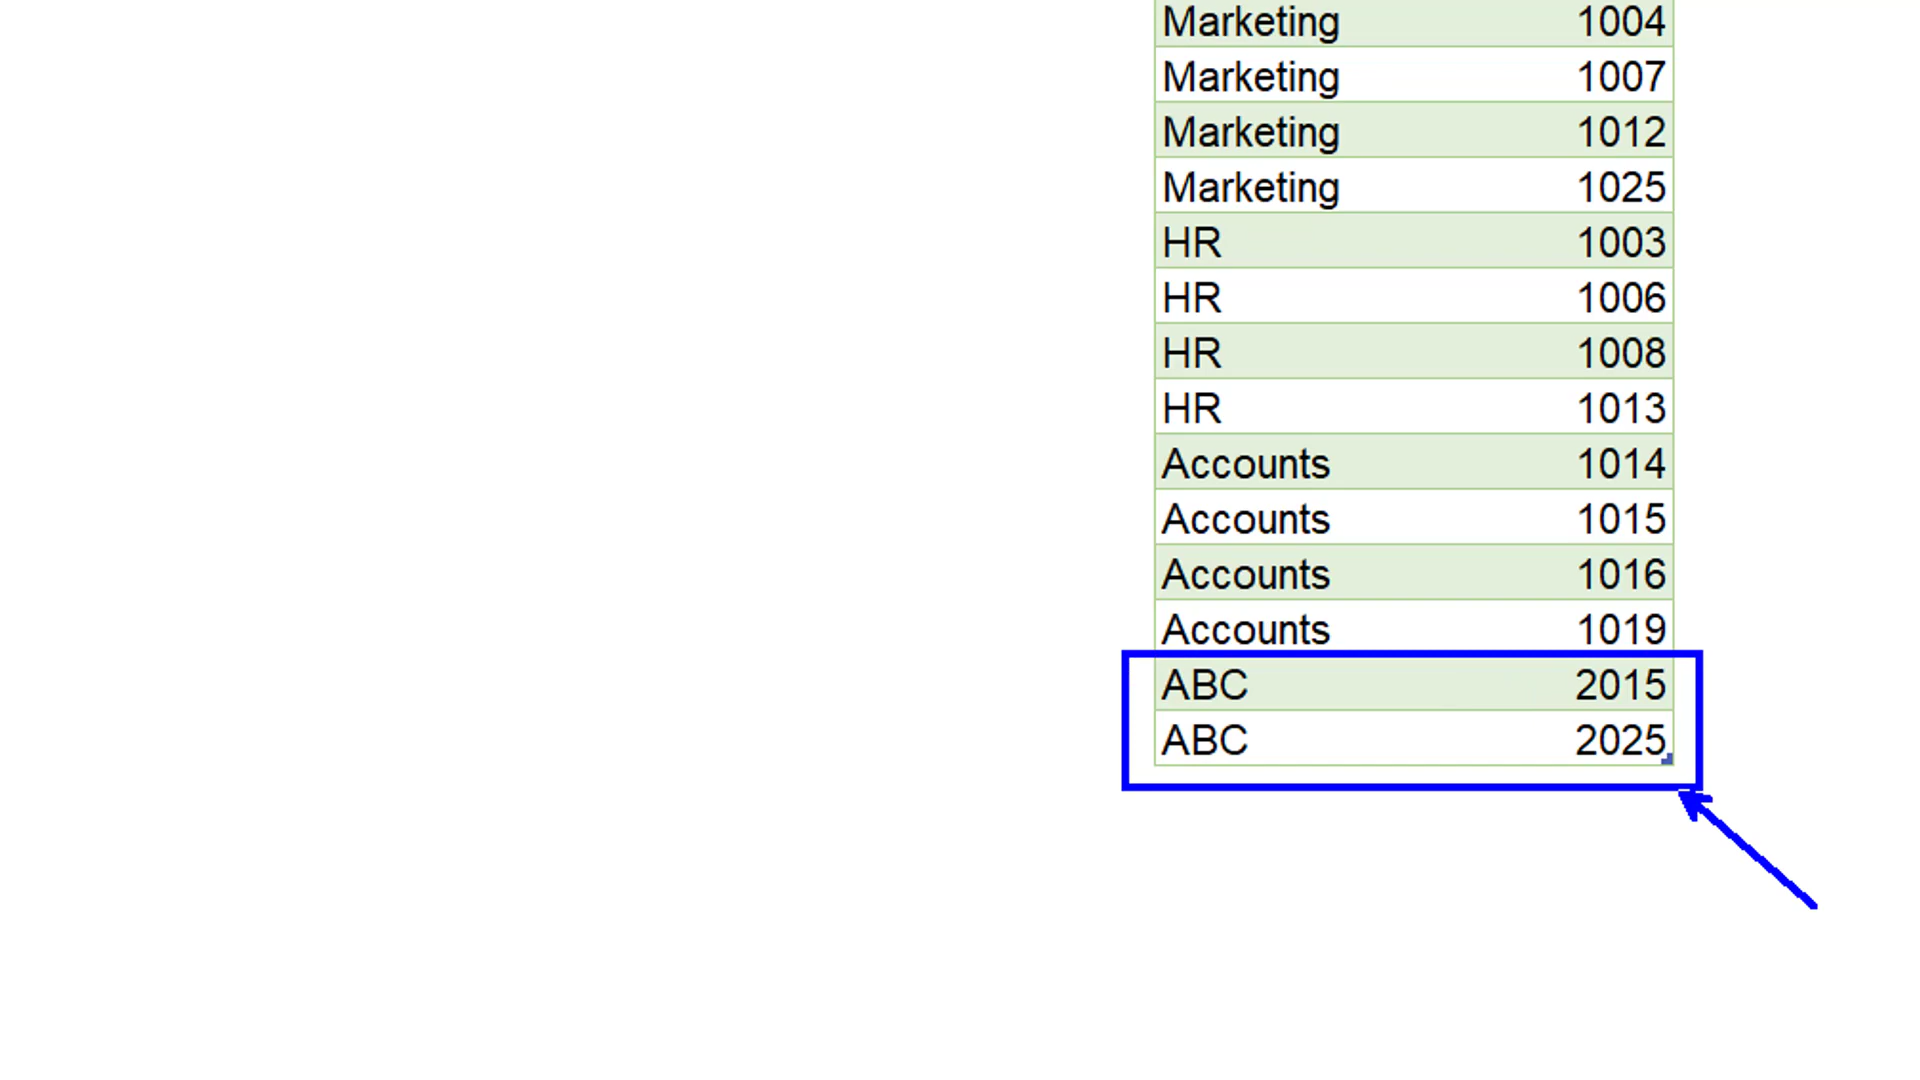 Marketing 1004
Marketing 1007
Marketing 1012
Marketing 1025
HR 1003
HR 1006
HR 1008
HR 1013
Accounts 1014
Accounts 1015
Accounts 1016
Accounts 1019
ABC 2015
ABC 2025